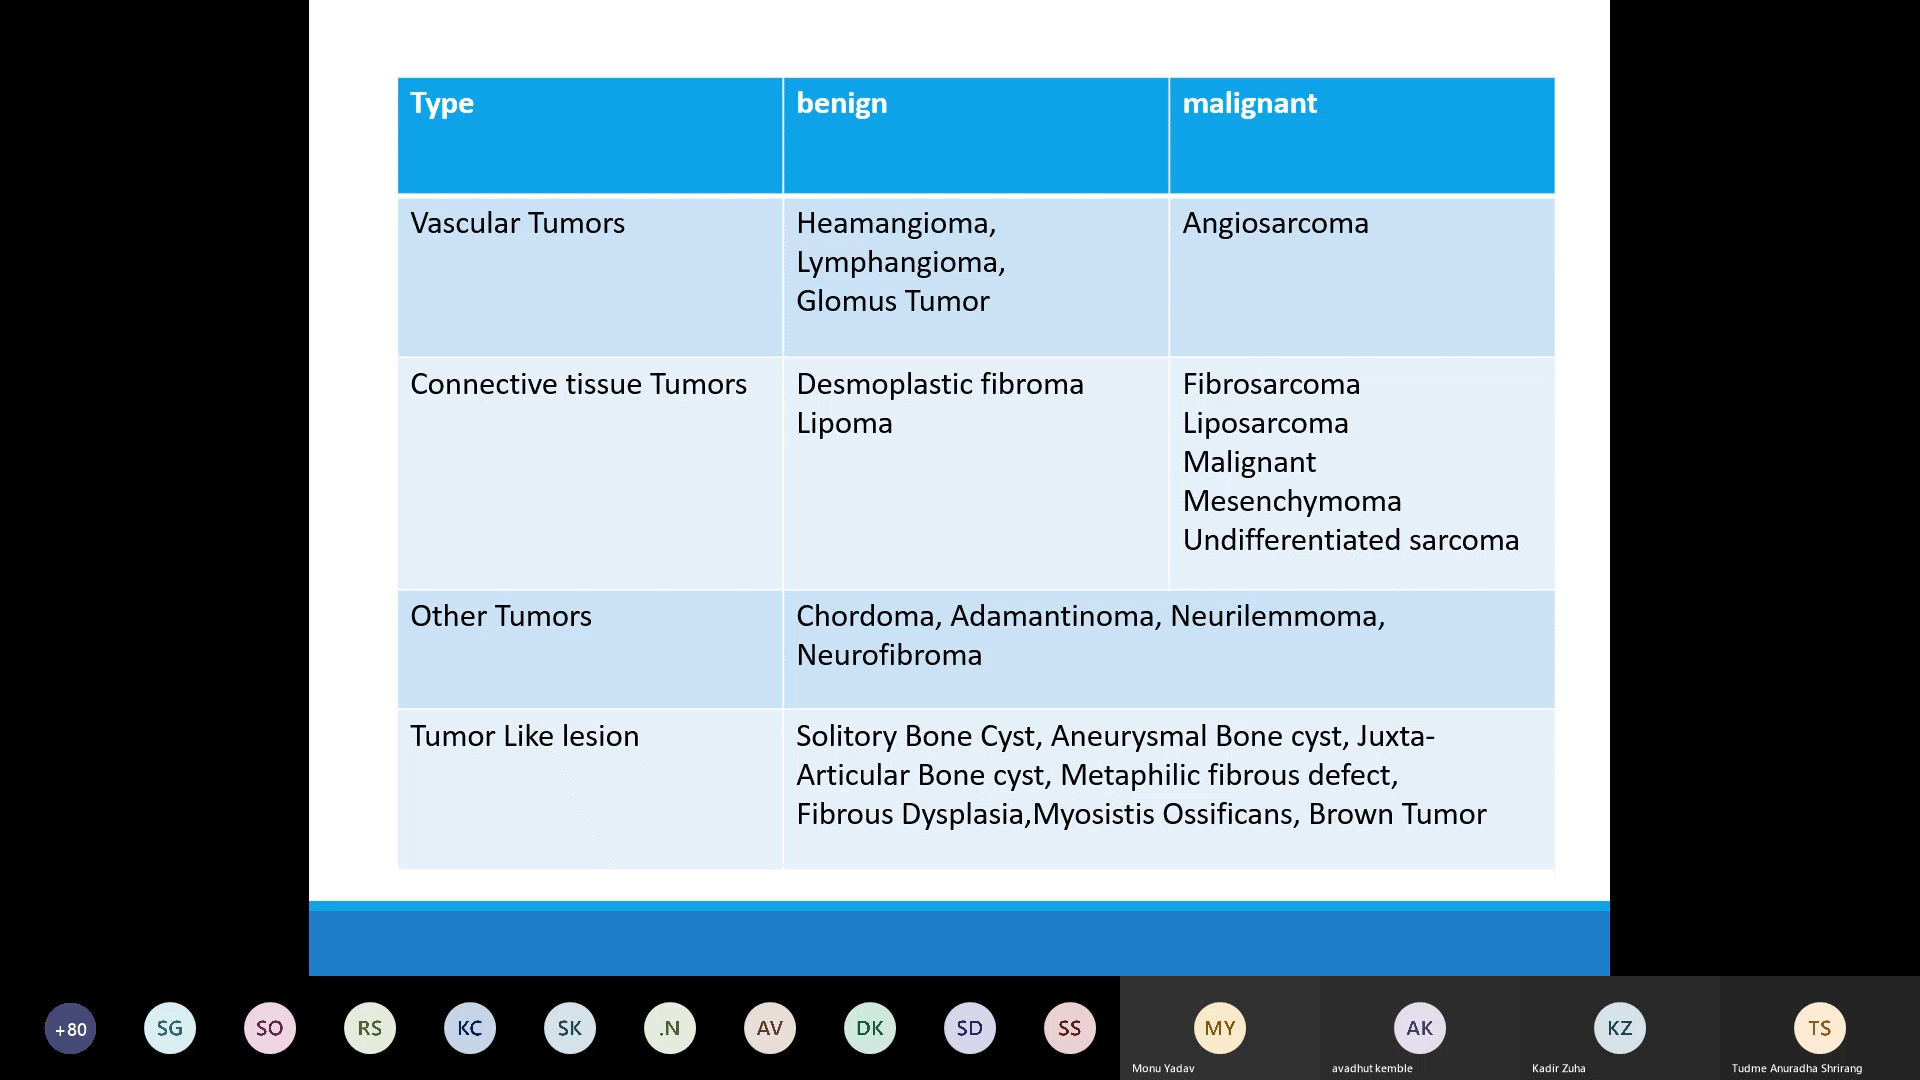 Type benign malignant
Vascular Tumors
Heamangioma,
Lymphangioma,
Glomus Tumor
Angiosarcoma
Connective tissue Tumors
Desmoplastic fibroma
Lipoma
Fibrosarcoma
Liposarcoma
Malignant
Mesenchymoma
Undifferentiated sarcoma
Other Tumors
Chordoma, Adamantinoma, Neurilemmoma,
Neurofibroma
Tumor Like lesion
Solitory Bone Cyst, Aneurysmal Bone cyst, Juxta-
Articular Bone cyst, Metaphilic fibrous defect,
Fibrous Dysplasia,Myosistis Ossificans, Brown Tumor
+80 SG SO RS KC SK .N AV DK SD SS MY AK KZ TS
Monu Yadav avadhut kemble Kadir Zuha Tudme Anuradha Shrirang